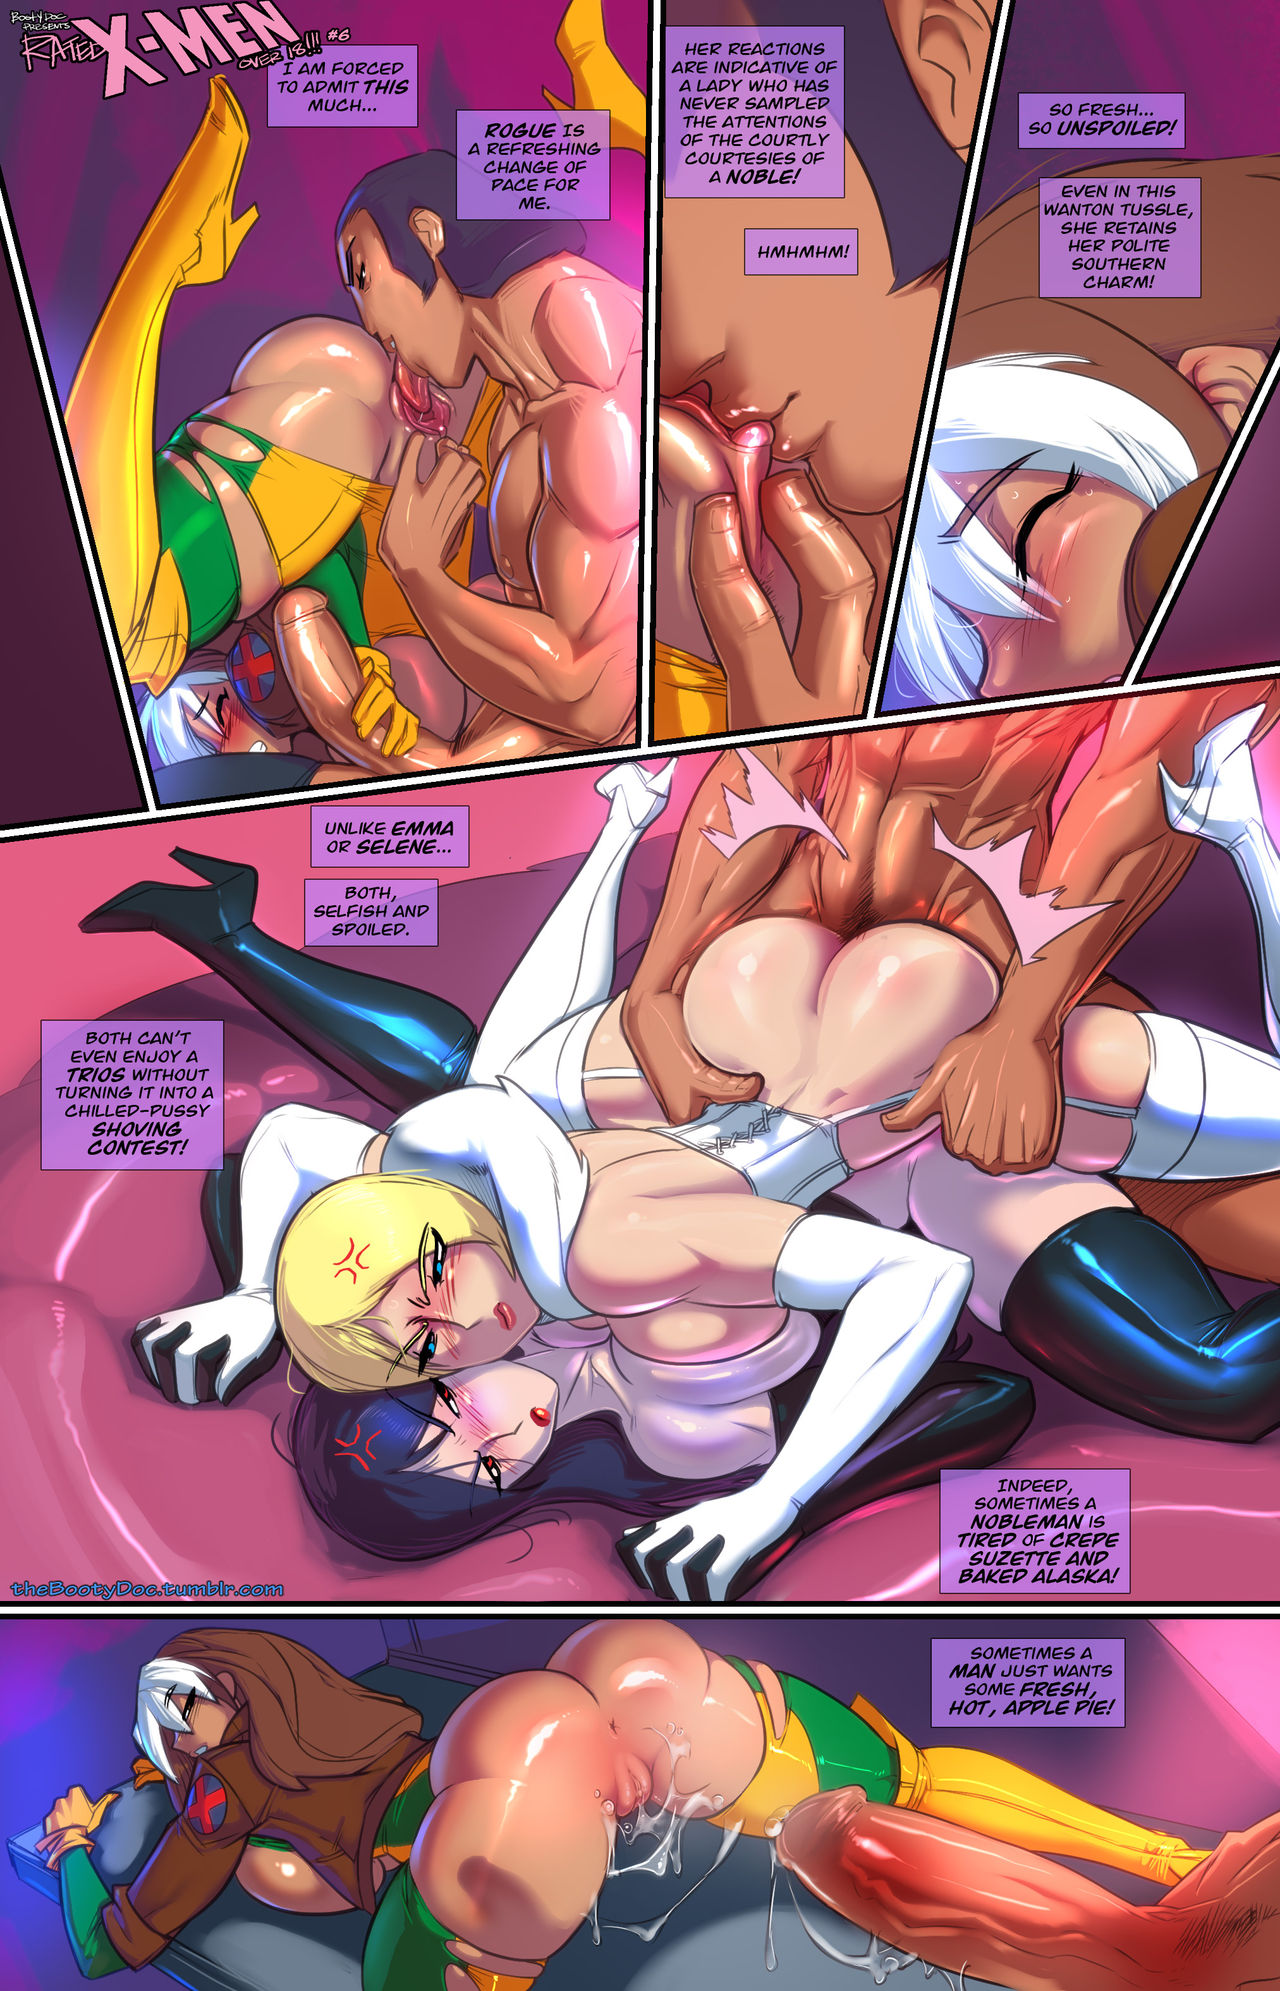 BOOTY DOC
PRESENTS
RATED X-MEN
OVER 18!!! #6
I AM FORCED
TO ADMIT THIS
MUCH...
ROGUE IS
A REFRESHING
CHANGE OF
PACE FOR
ME.
HER REACTIONS
ARE INDICATIVE OF
A LADY WHO HAS
NEVER SAMPLED
THE ATTENTIONS
OF THE COURTLY
COURTESIES OF
A NOBLE!
HMHMHM!
SO FRESH...
SO UNSPOILED!
EVEN IN THIS
WANTON TUSSLE,
SHE RETAINS
HER POLITE
SOUTHERN
CHARM!
UNLIKE EMMA
OR SELENE...
BOTH,
SELFISH AND
SPOILED.
BOTH CAN'T
EVEN ENJOY A
TRIOS WITHOUT
TURNING IT INTO
A CHILLED-PUSSY
SHOVING
CONTEST!
INDEED,
SOMETIMES A
NOBLEMAN IS
TIRED OF CREPE
SUZETTE AND
BAKED ALASKA!
theBootyDoc.tumblr.com
SOMETIMES A
MAN JUST WANTS
SOME FRESH,
HOT, APPLE PIE!